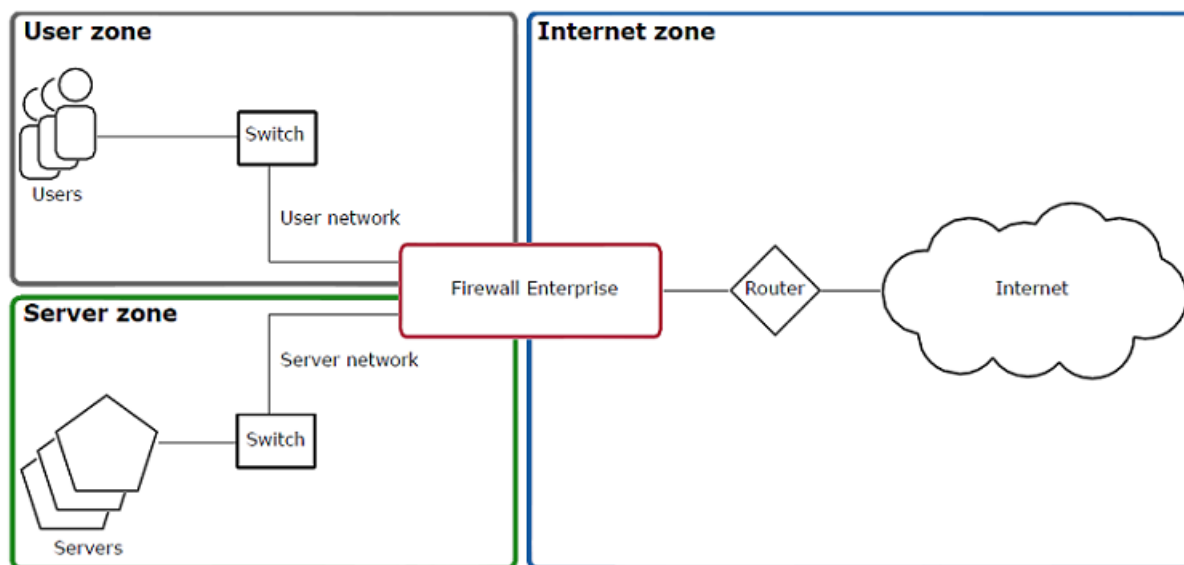 User zone
Internet zone
Switch
Users
User network
Firewall Enterprise
Router
Internet
Server zone
Server network
Switch
Servers